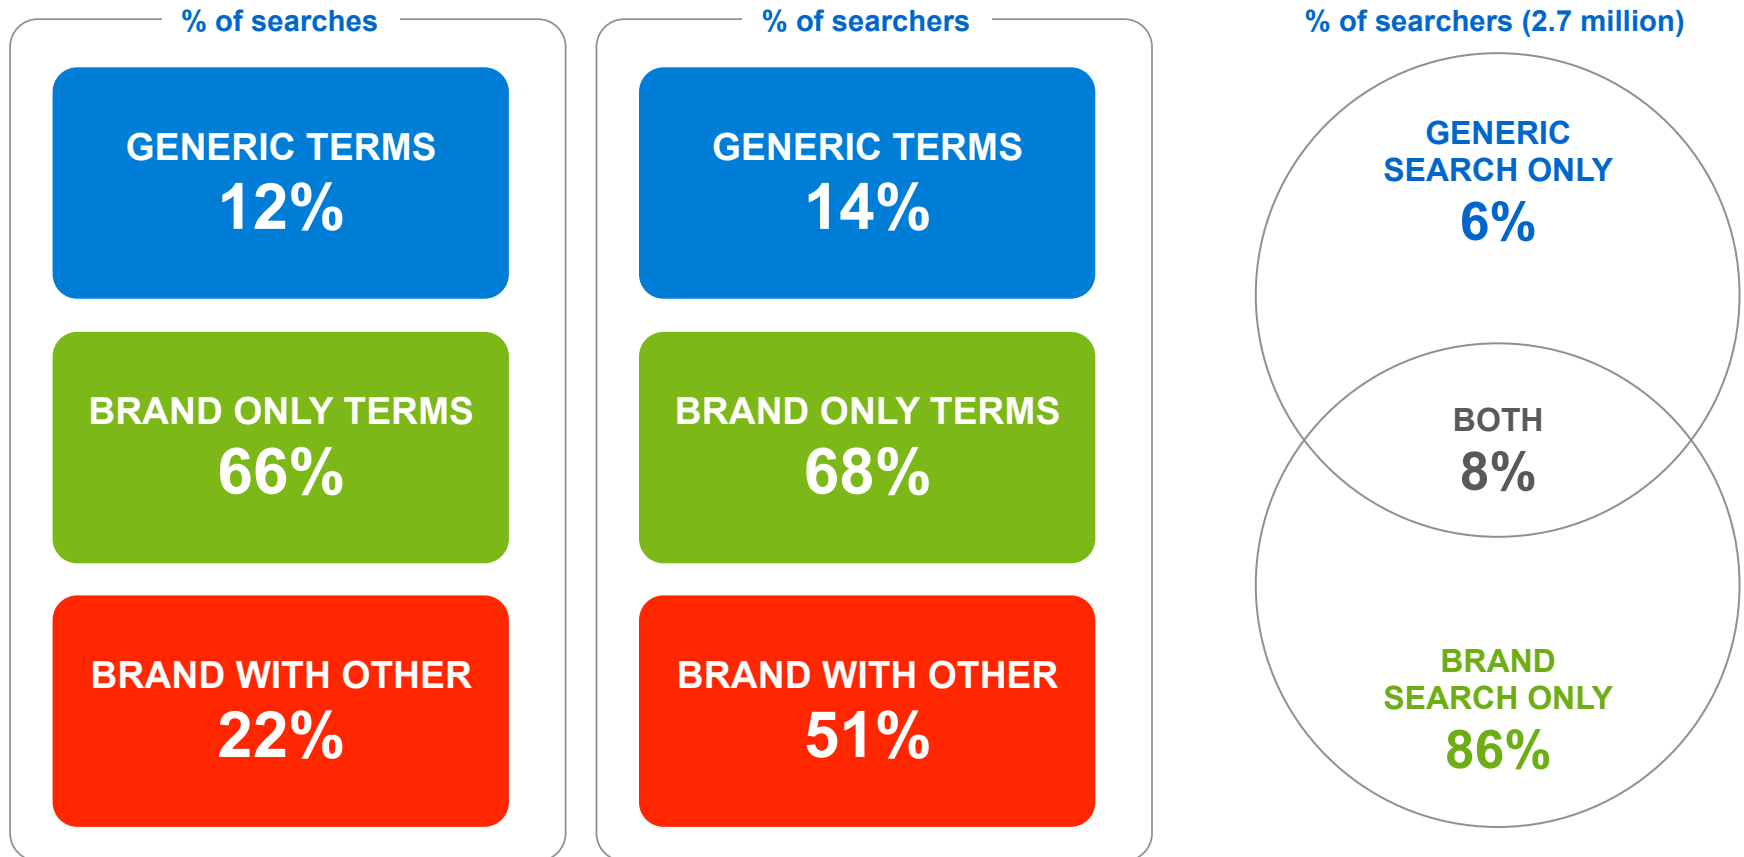 % of searches
GENERIC TERMS
12%
BRAND ONLY TERMS
66%
BRAND WITH OTHER
22%
% of searchers
GENERIC TERMS
14%
BRAND ONLY TERMS
68%
BRAND WITH OTHER
51%
% of searchers (2.7 million)
GENERIC
SEARCH ONLY
6%
BOTH
8%
BRAND
SEARCH ONLY
86%